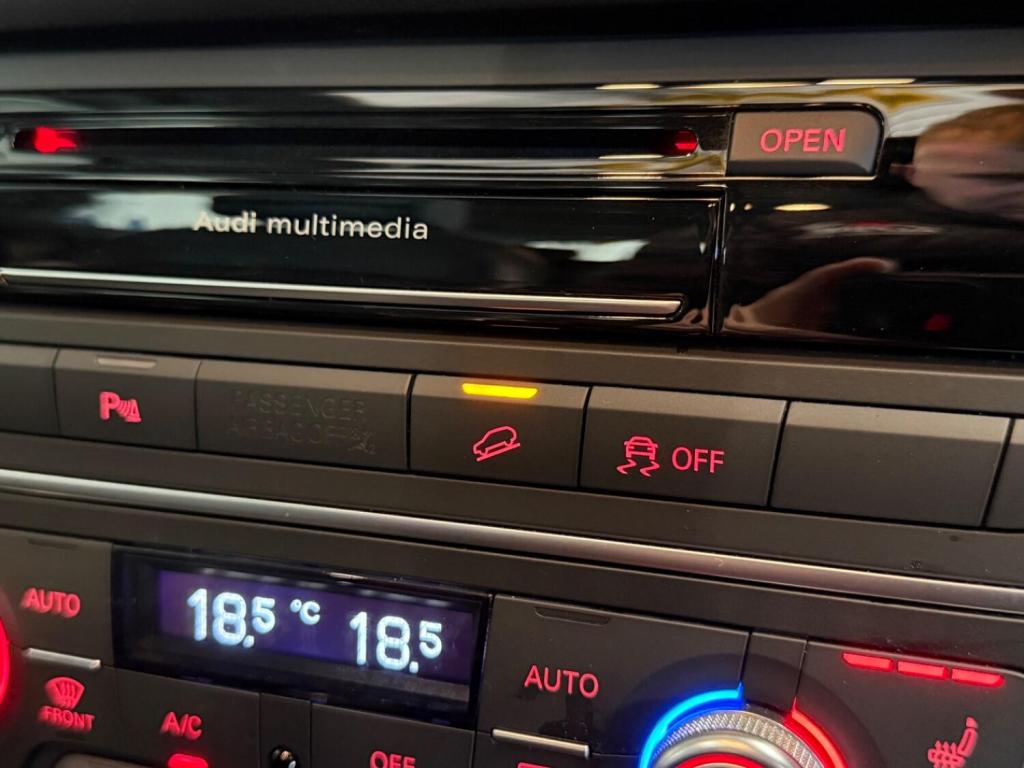 OPEN
Audi multimedia
P
PASSENGER
AIRBAG OFF
OFF
AUTO
18.5 °C 18.5
AUTO
FRONT
A/C
OFF